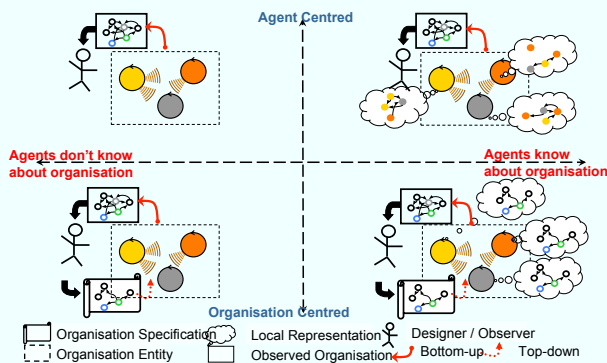 Agent Centred
Agents don't know
about organisation
Agents know
about organisation
Organisation Centred
Organisation Specification
Local Representation
Designer / Observer
Organisation Entity
Observed Organisation
Bottom-up
Top-down